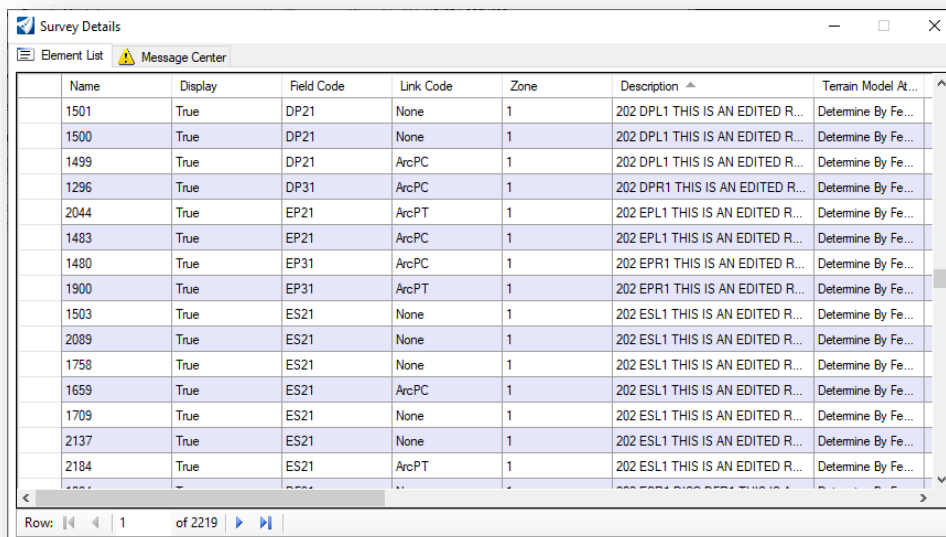 Survey Details
Element List Message Center
Name Display Field Code Link Code Zone Description Terrain Model At...
1501 True DP21 None 1 202 DPL1 THIS IS AN EDITED R... Determine By Fe...
1500 True DP21 None 1 202 DPL1 THIS IS AN EDITED R... Determine By Fe...
1499 True DP21 ArcPC 1 202 DPL1 THIS IS AN EDITED R... Determine By Fe...
1296 True DP31 ArcPC 1 202 DPR1 THIS IS AN EDITED R... Determine By Fe...
2044 True EP21 ArcPT 1 202 EPL1 THIS IS AN EDITED R... Determine By Fe...
1483 True EP21 ArcPC 1 202 EPL1 THIS IS AN EDITED R... Determine By Fe...
1480 True EP31 ArcPC 1 202 EPR1 THIS IS AN EDITED R... Determine By Fe...
1900 True EP31 ArcPT 1 202 EPR1 THIS IS AN EDITED R... Determine By Fe...
1503 True ES21 None 1 202 ESL1 THIS IS AN EDITED R... Determine By Fe...
2089 True ES21 None 1 202 ESL1 THIS IS AN EDITED R... Determine By Fe...
1758 True ES21 None 1 202 ESL1 THIS IS AN EDITED R... Determine By Fe...
1659 True ES21 ArcPC 1 202 ESL1 THIS IS AN EDITED R... Determine By Fe...
1709 True ES21 None 1 202 ESL1 THIS IS AN EDITED R... Determine By Fe...
2137 True ES21 None 1 202 ESL1 THIS IS AN EDITED R... Determine By Fe...
2184 True ES21 ArcPT 1 202 ESL1 THIS IS AN EDITED R... Determine By Fe...
Row: 1 of 2219